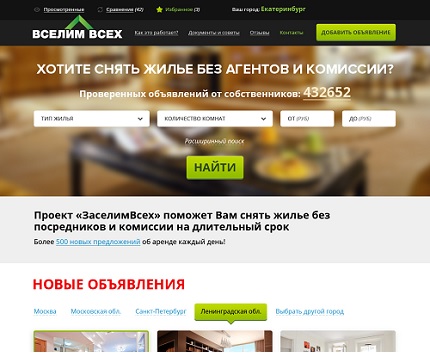 Просмотренные
Сравнение (42)
Избранное (3)
Ваш город: Екатеринбург
ВСЕЛИМ ВСЕХ
Как это работает?
Документы и советы
Отзывы
Контакты
ДОБАВИТЬ ОБЪЯВЛЕНИЕ
ХОТИТЕ СНЯТЬ ЖИЛЬЕ БЕЗ АГЕНТОВ И КОМИССИИ?
Проверенных объявлений от собственников: 432652
ТИП ЖИЛЬЯ
КОЛИЧЕСТВО КОМНАТ
ОТ (РУБ)
ДО (РУБ)
Расширенный поиск
НАЙТИ
Проект «ЗаселимВсех» поможет Вам снять жилье без
посредников и комиссии на длительный срок
Более 500 новых предложений об аренде каждый день!
НОВЫЕ ОБЪЯВЛЕНИЯ
Москва
Московская обл.
Санкт-Петербург
Ленинградская обл.
Выбрать другой город